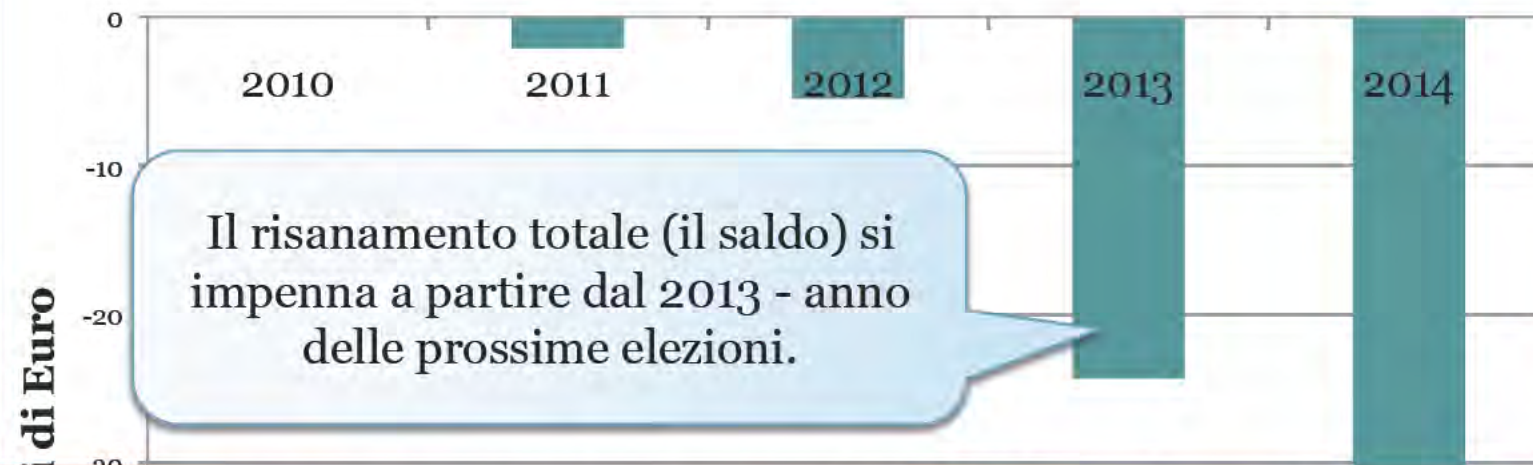 0
2010
2011
2012
2013
2014
-10
Il risanamento totale (il saldo) si
impenna a partire dal 2013 - anno
delle prossime elezioni.
-20
di Euro